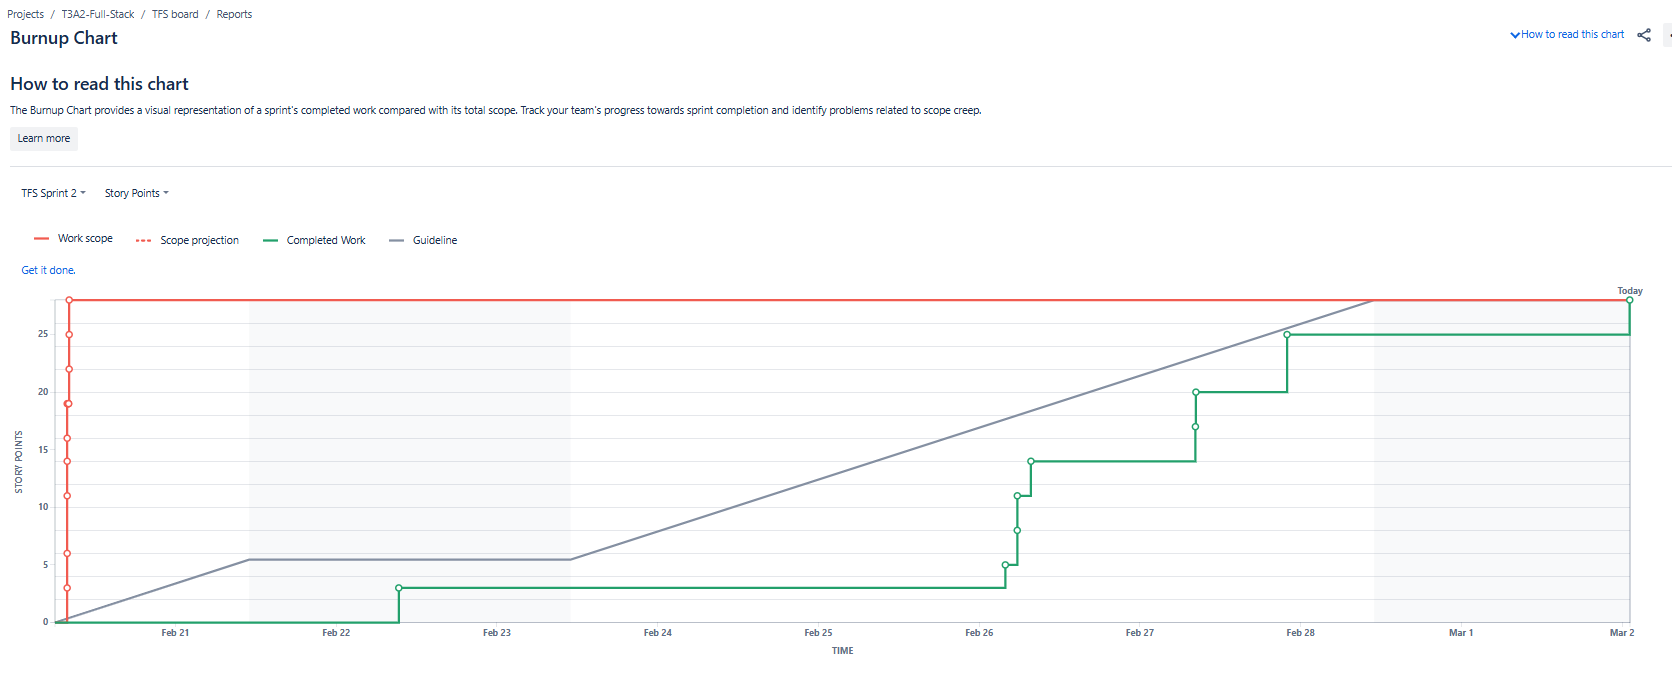 Projects / T3A2-Full-Stack / TFS board / Reports
Burnup Chart
How to read this chart
How to read this chart
The Burnup Chart provides a visual representation of a sprint's completed work compared with its total scope. Track your team's progress towards sprint completion and identify problems related to scope creep.
Learn more
TFS Sprint 2 Story Points
Work scope Scope projection Completed Work Guideline
Get it done.
Today
25
20
15
10
5
0
STORY POINTS
Feb 21 Feb 22 Feb 23 Feb 24 Feb 25 Feb 26 Feb 27 Feb 28 Mar 1 Mar 2
TIME